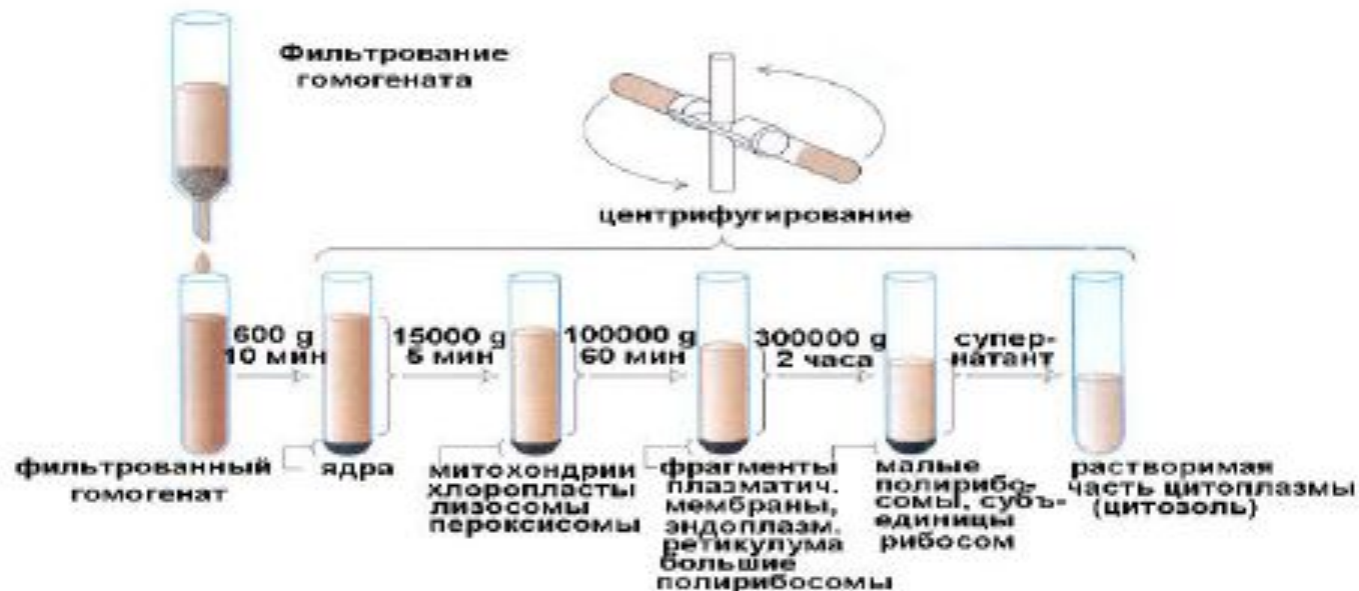 Фильтрование
гомогената
центрифугирование
600 g
10 мин
15000 g
5 мин
100000 g
60 мин
300000 g
2 часа
супер-
натант
фильтрованный
гомогенат
ядра
митохондрии
хлоропласты
лизосомы
пероксисомы
фрагменты
плазматич.
мембраны,
эндоплазм.
ретикулума
большие
полирибосомы
малые
полирибо-
сомы, субъ-
единицы
рибосом
растворимая
часть цитоплазмы
(цитозоль)